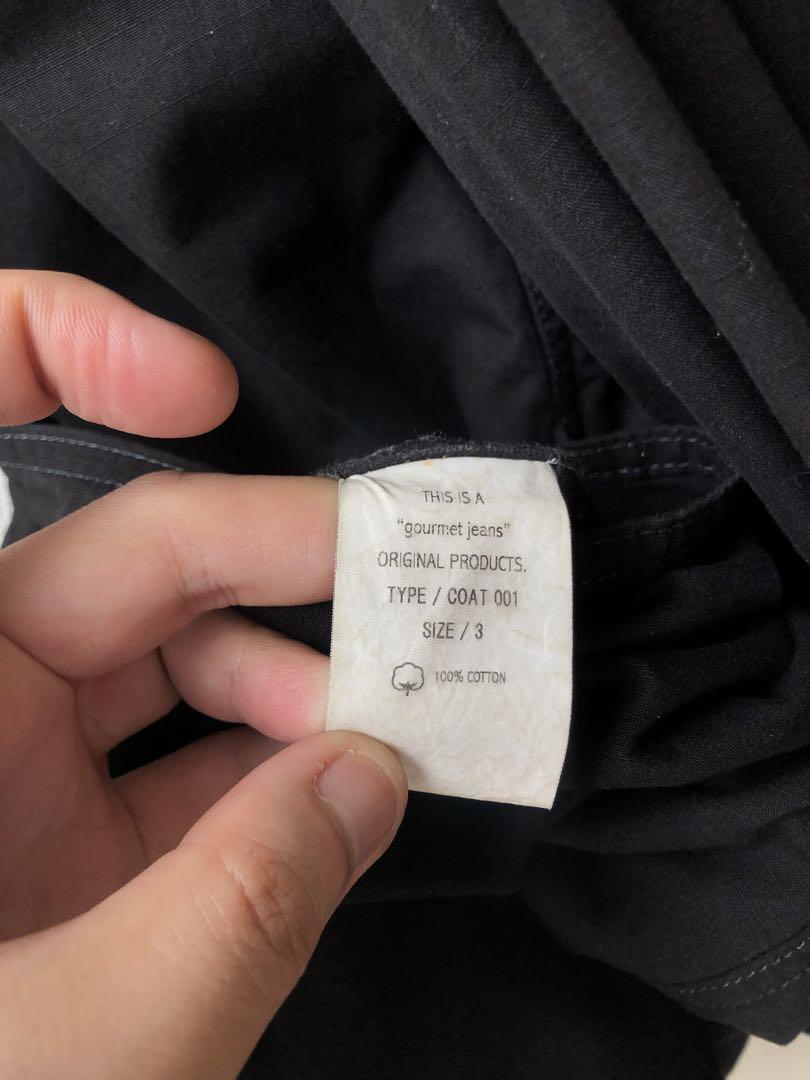 THIS IS A
"gourmet jeans"
ORIGINAL PRODUCTS.
TYPE / COAT 001
SIZE / 3
100% COTTON